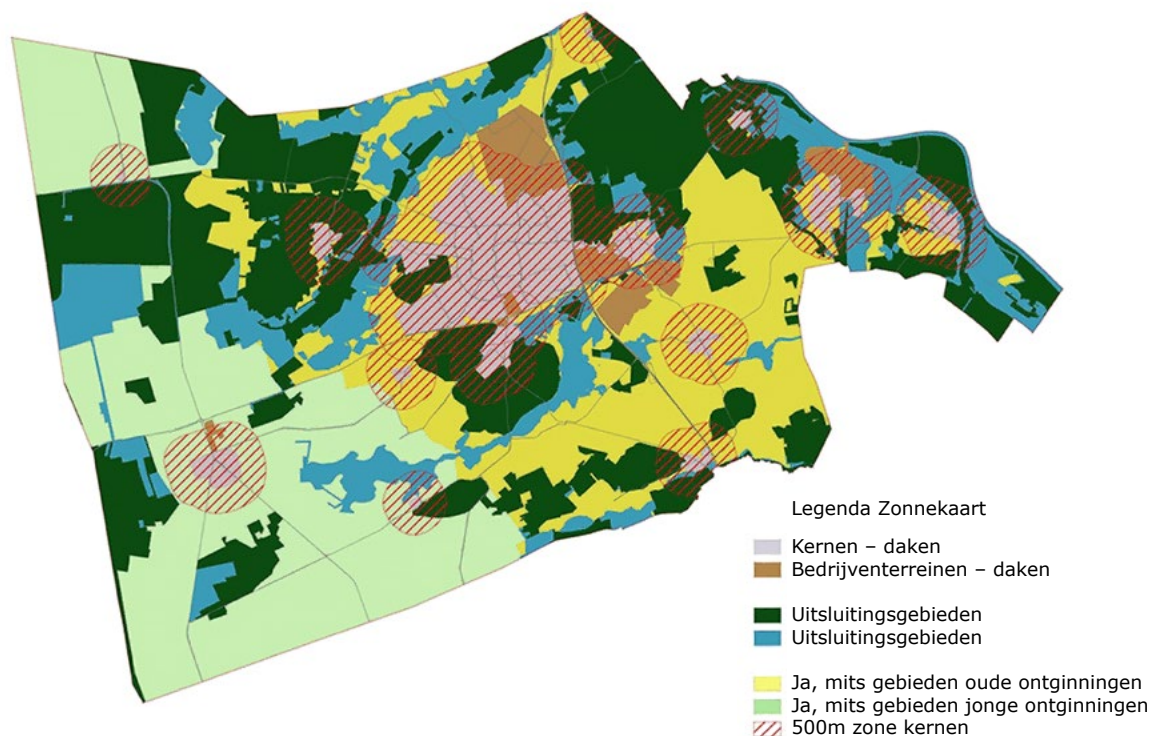 Legenda Zonnekaart
Kernen – daken
Bedrijventerreinen – daken
Uitsluitingsgebieden
Uitsluitingsgebieden
Ja, mits gebieden oude ontginningen
Ja, mits gebieden jonge ontginningen
500m zone kernen